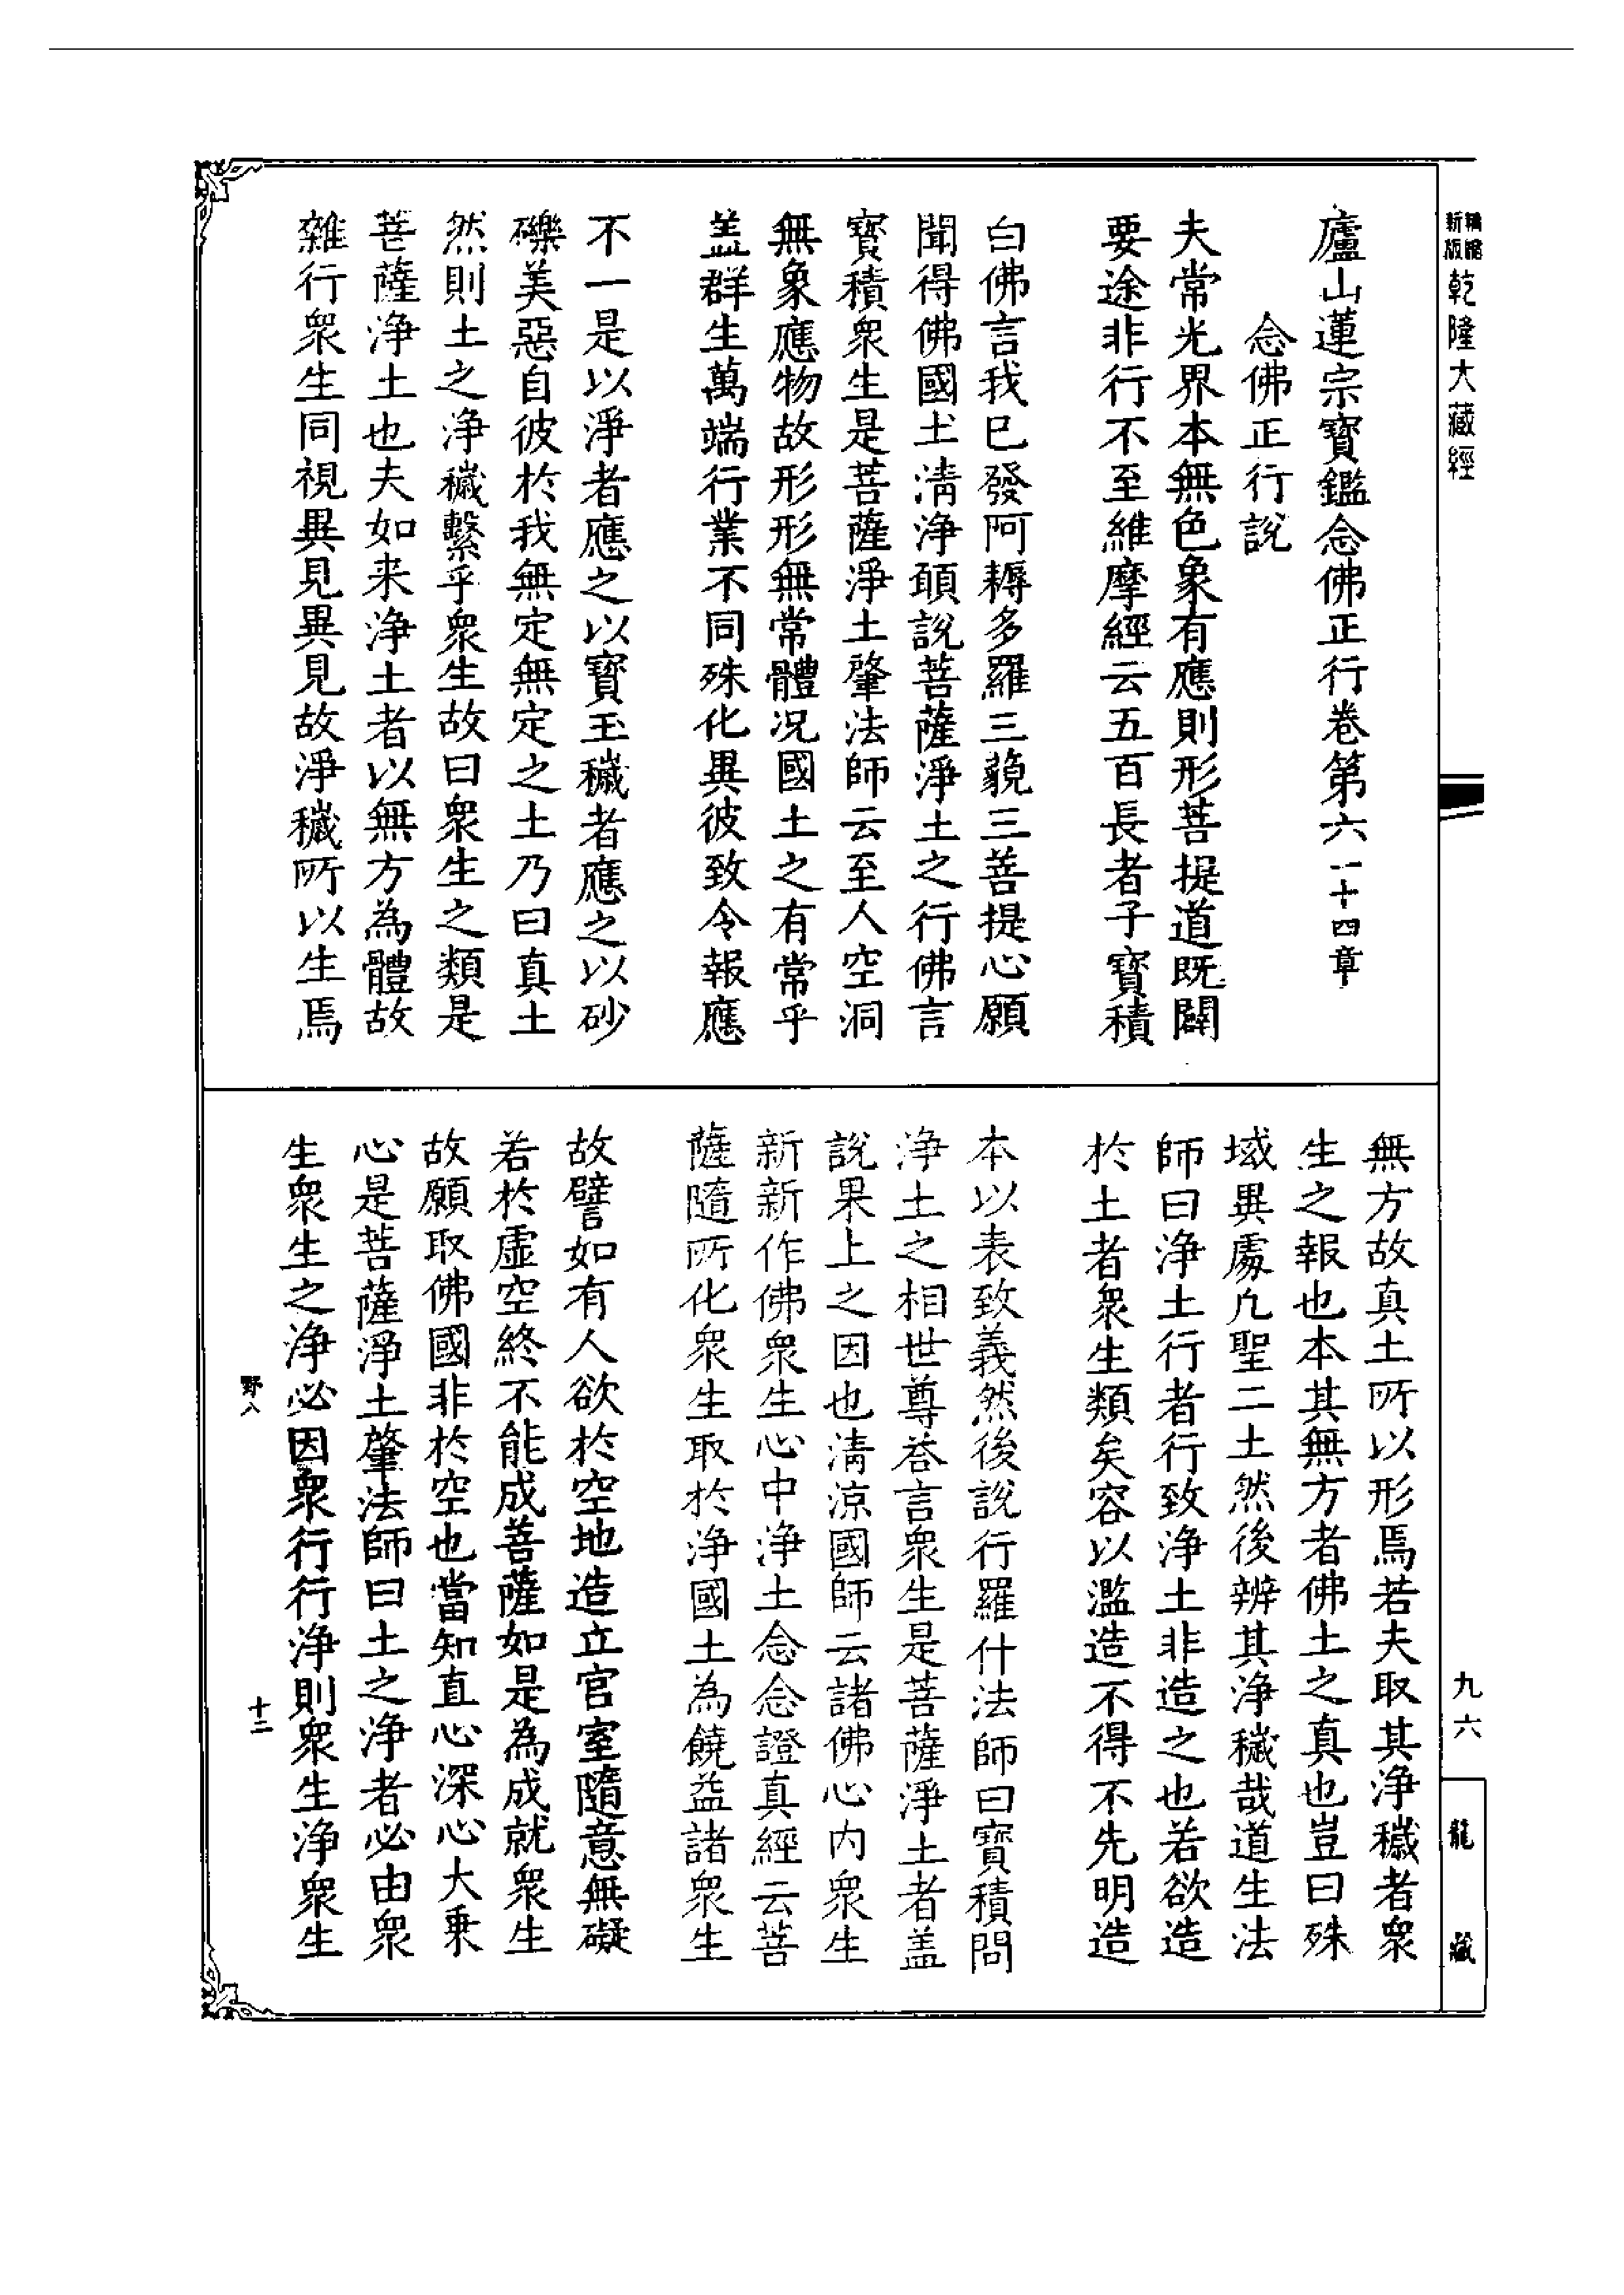 新版
精縮
乾隆大藏經
廬山蓮宗寶鑑念佛正行卷第六一十四章
念佛正行說
夫常光界本無色象有應則形菩提道既闢
要途非行不至維摩經云五百長者子寶積
白佛言我已發阿耨多羅三藐三菩提心願
聞得佛國土清淨頋說菩薩淨土之行佛言
寶積衆生是菩薩淨土肇法師云至人空洞
無象應物故形形無常體况國土之有常乎
盖群生萬端行業不同殊化異彼致令報應
不一是以淨者應之以寶玉穢者應之以砂
礫美惡自彼於我無定無定之土乃曰真土
然則土之净穢繫乎衆生故曰衆生之類是
菩薩净土也夫如来净土者以無方為體故
雜行衆生同視異見異見故淨穢所以生焉
無方故真土所以形焉若夫取其净穢者衆
生之報也本其無方者佛土之真也豈曰殊
域異處凡聖二土然後辨其净穢哉道生法
師曰净土行者行致净土非造之也若欲造
於土者衆生類矣容以濫造不得不先明造
本以表致義然後說行羅什法師曰寶積問
净土之相世尊荅言衆生是菩薩淨土者盖
說果上之因也清涼國師云諸佛心内衆生
新新作佛衆生心中净土念念證真經云菩
薩隨所化衆生取於净國土為饒益諸衆生
故譬如有人欲於空地造立宫室隨意無礙
若於虛空終不能成菩薩如是為成就衆生
故願取佛國非於空也當知直心深心大乗
心是菩薩淨土肇法師曰土之净者必由衆
生衆生之净必因衆行行净則衆生净衆生
野八
十二
九六
龍藏